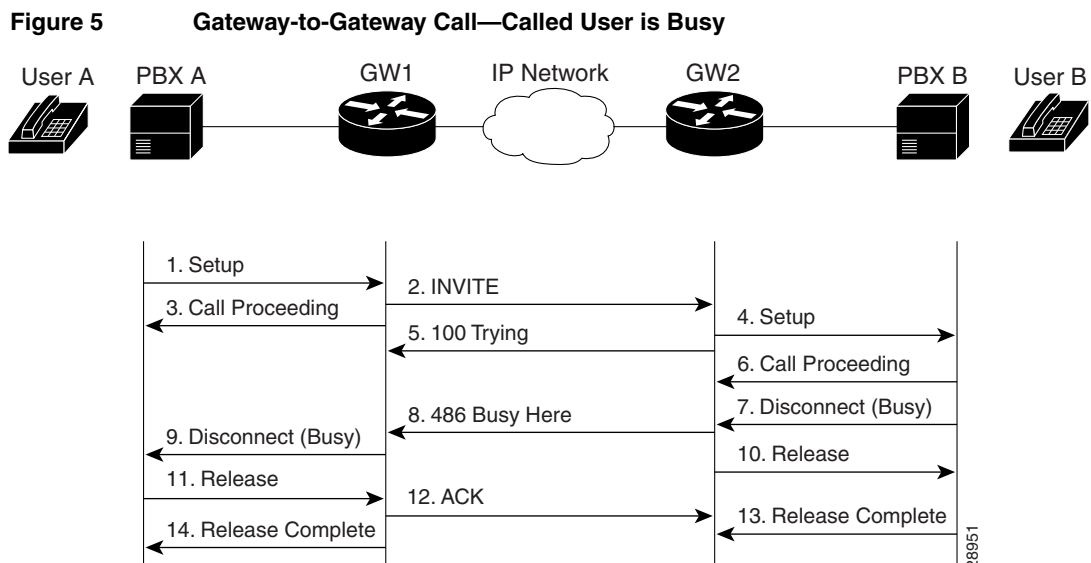 Figure 5 Gateway-to-Gateway Call—Called User is Busy
User A PBX A GW1 IP Network GW2 PBX B User B
1. Setup
2. INVITE
3. Call Proceeding
4. Setup
5. 100 Trying
6. Call Proceeding
7. Disconnect (Busy)
8. 486 Busy Here
9. Disconnect (Busy)
10. Release
11. Release
12. ACK
13. Release Complete
14. Release Complete
28951